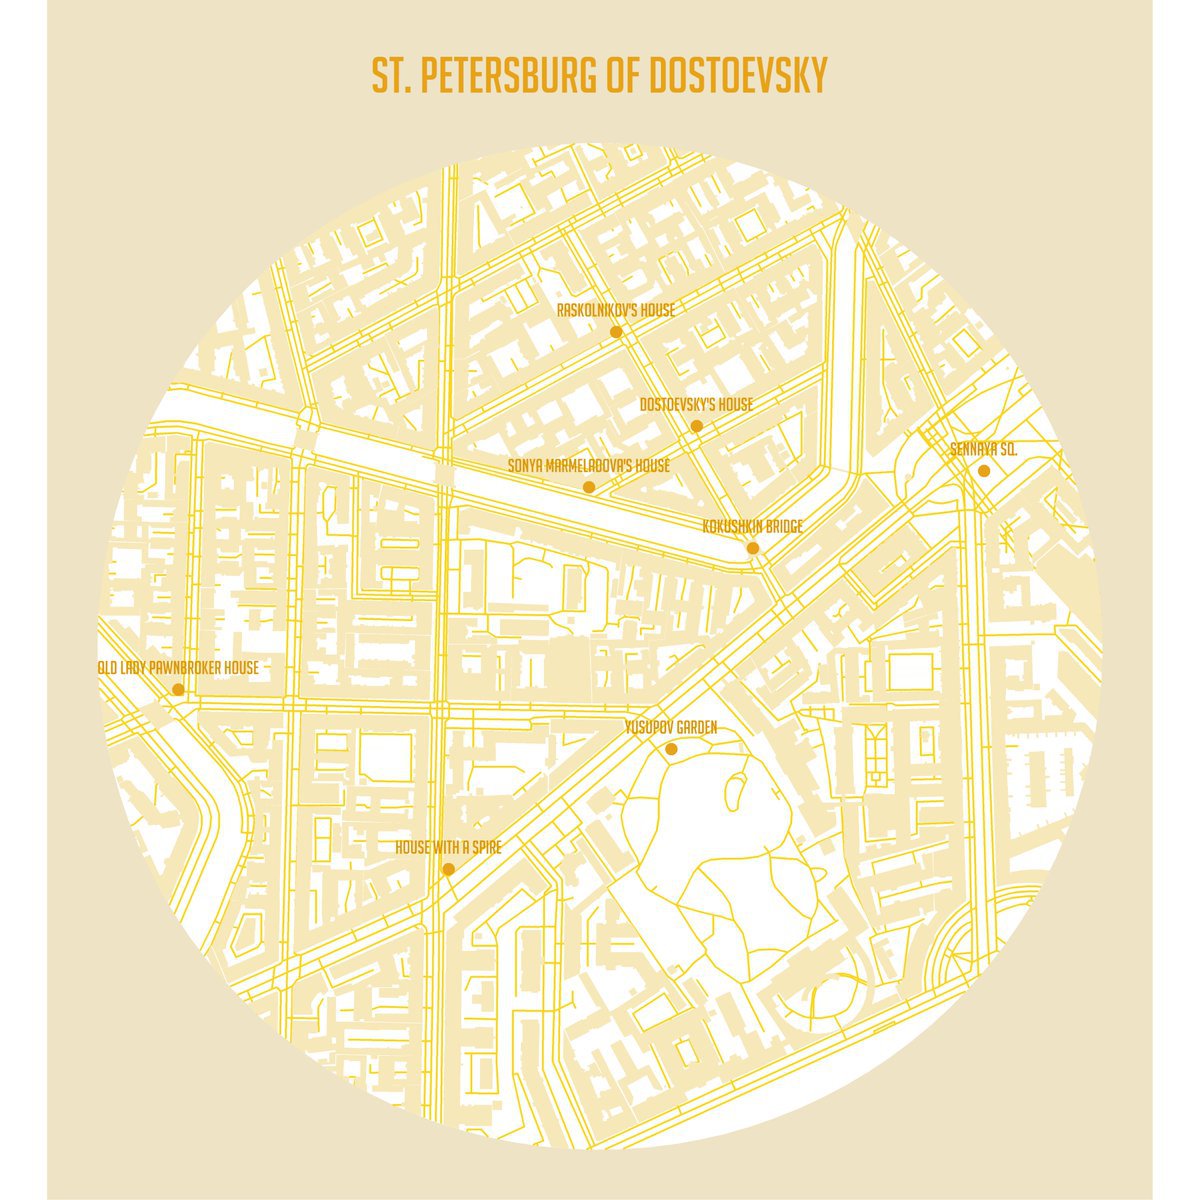 ST. PETERSBURG OF DOSTOEVSKY
RASKOLNIKOV'S HOUSE
DOSTOEVSKY'S HOUSE
SENNAYA SQ.
SONYA MARMELADOVA'S HOUSE
KOKUSHKIN BRIDGE
OLD LADY PAWNBROKER HOUSE
YUSUPOV GARDEN
HOUSE WITH A SPIRE